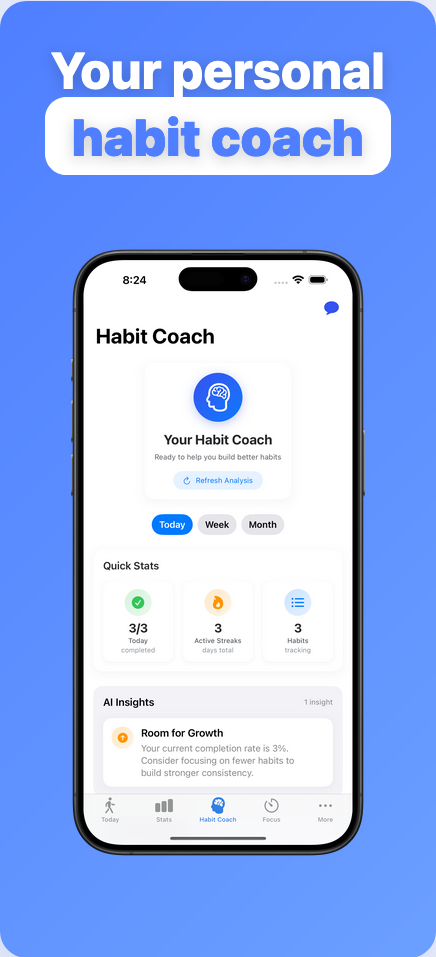 Your personal
habit coach
8:24
Habit Coach
Your Habit Coach
Ready to help you build better habits
Refresh Analysis
Today Week Month
Quick Stats
3/3 3 3
Today Active Streaks Habits
completed days total tracking
AI Insights 1 insight
Room for Growth
Your current completion rate is 3%.
Consider focusing on fewer habits to
build stronger consistency.
Today Stats Habit Coach Focus More